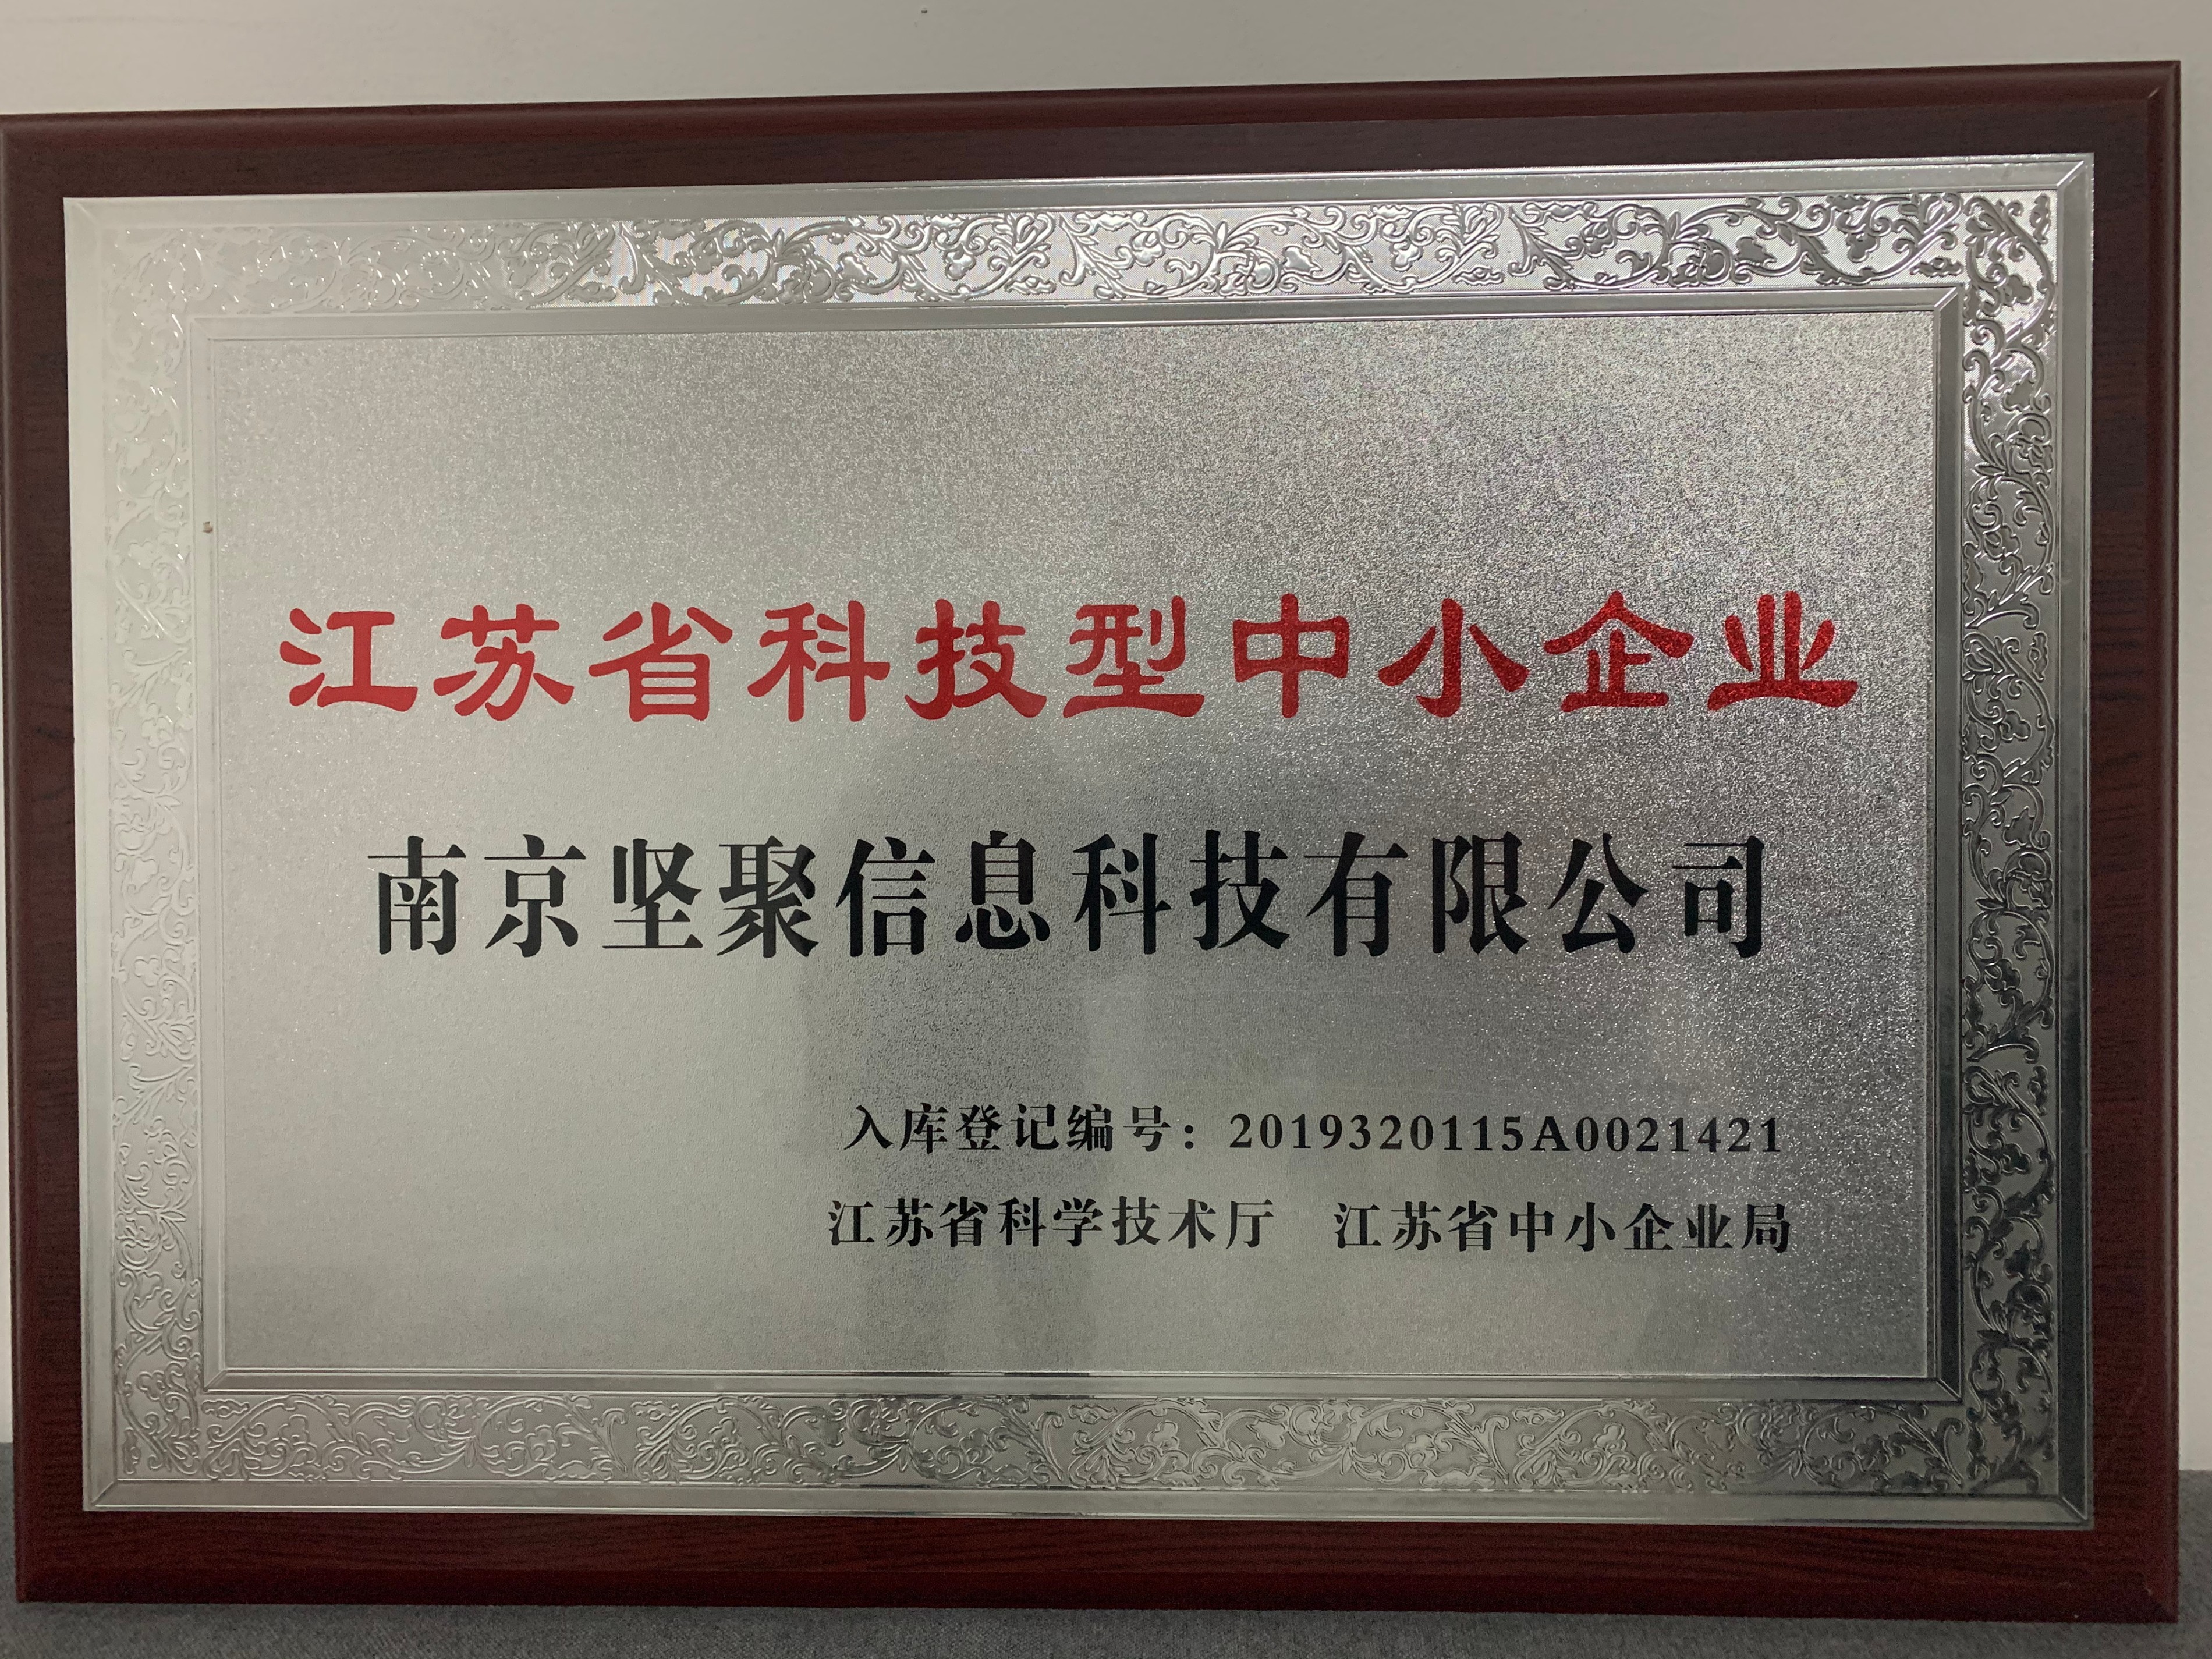 江苏省科技型中小企业
南京坚聚信息科技有限公司
入库登记编号：2019320115A0021421
江苏省科学技术厅 江苏省中小企业局